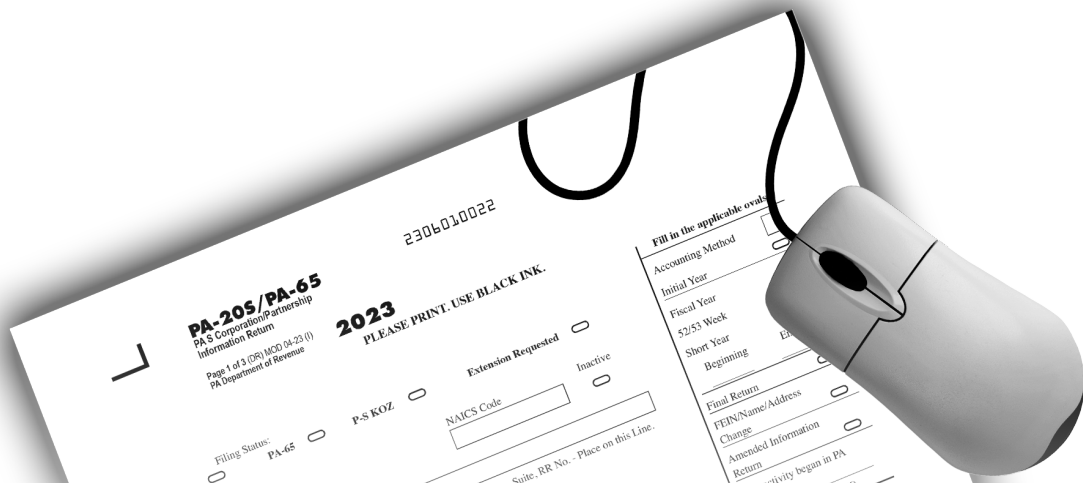 2306010022
PA-20S/PA-65
PA S Corporation/Partnership
Information Return
Page 1 of 3 (DR) MOD 04-23 (I)
PA Department of Revenue
2023
PLEASE PRINT. USE BLACK INK.
Extension Requested
P-S KOZ
Inactive
NAICS Code
Filing Status:
PA-65
Suite, RR No. - Place on this Line.
Fill in the applicable ovals
Accounting Method
Initial Year
Fiscal Year
52/53 Week
Short Year
Beginning
Final Return
FEIN/Name/Address
Change
Amended Information
Return
began in PA